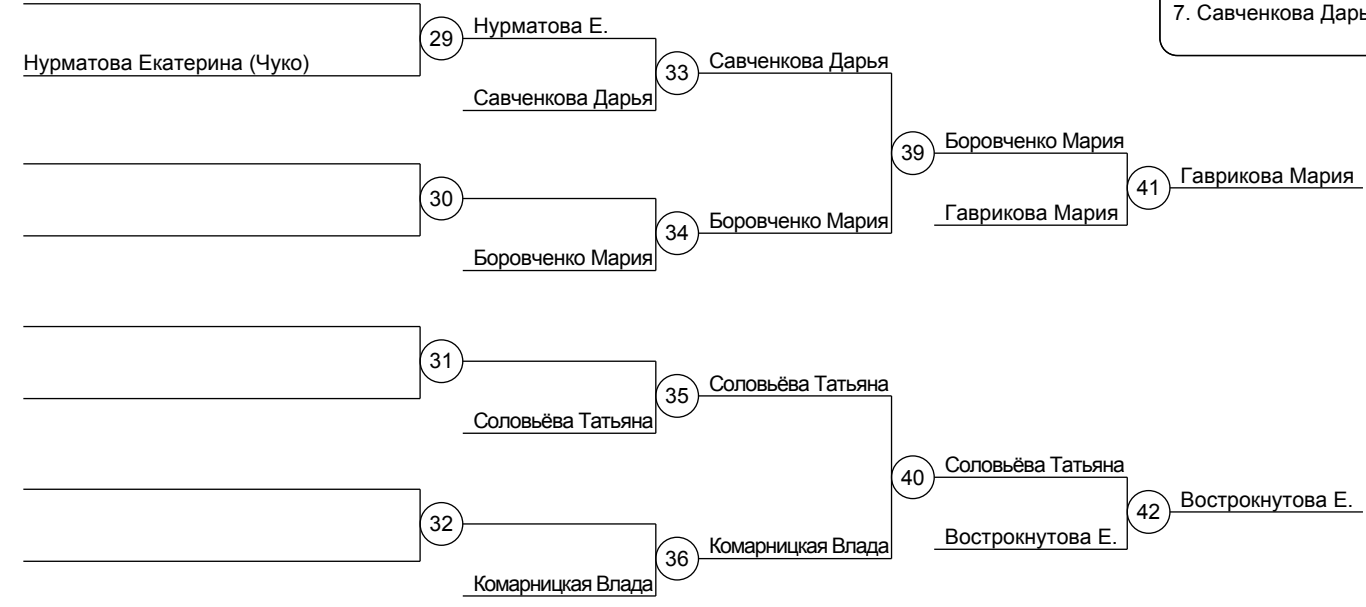 7. Савченкова Дарь
29
Нурматова Е.
Нурматова Екатерина (Чуко)
33
Савченкова Дарья
Савченкова Дарья
39
Боровченко Мария
41
Гаврикова Мария
30
Гаврикова Мария
34
Боровченко Мария
Боровченко Мария
31
35
Соловьёва Татьяна
Соловьёва Татьяна
40
Соловьёва Татьяна
42
Вострокнутова Е.
32
Вострокнутова Е.
36
Комарницкая Влада
Комарницкая Влада